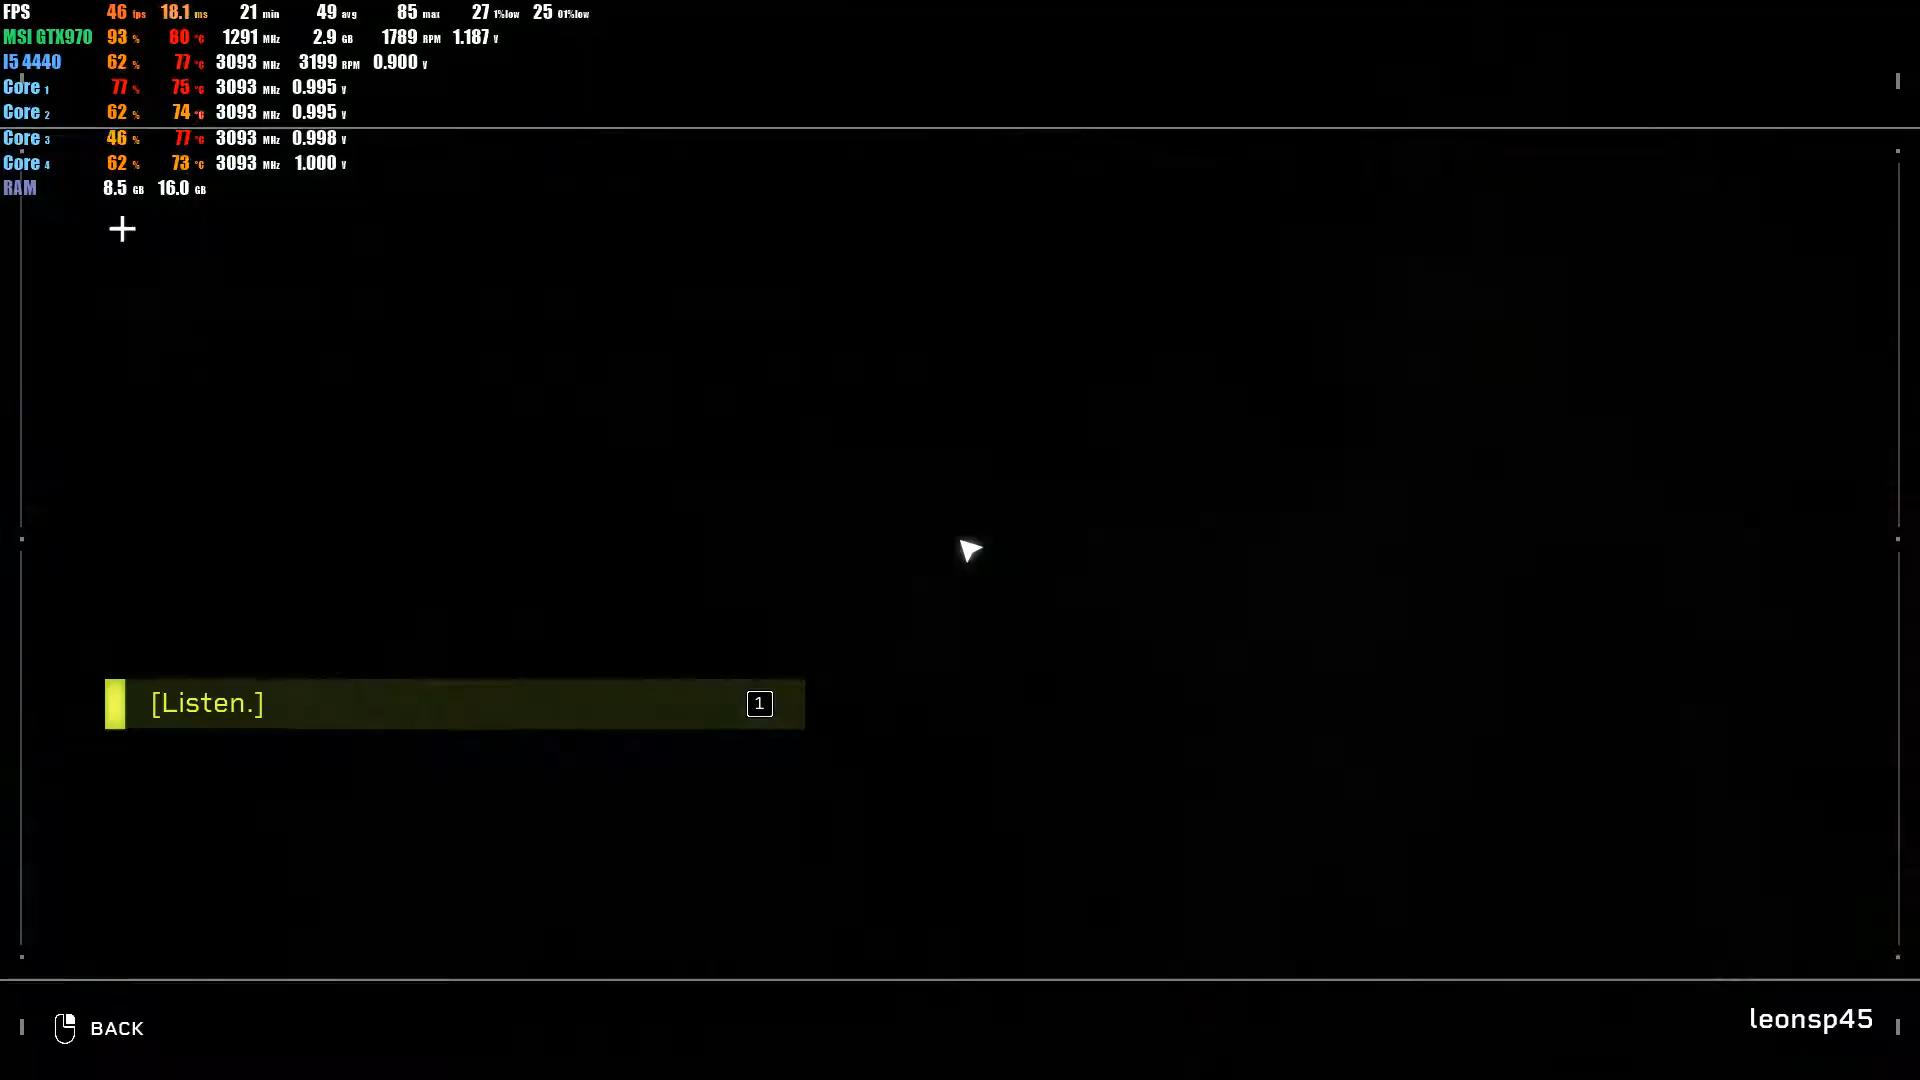 FPS 46 fps 18.1 ms 21 min 49 avg 85 max 27 1%low 25 01%low
MSI GTX970 93 % 60 °C 1291 MHz 2.9 GB 1789 RPM 1.187 V
I5 4440 62 % 77 °C 3093 MHz 3199 RPM 0.900 V
Core 1 77 % 75 °C 3093 MHz 0.995 V
Core 2 62 % 74 °C 3093 MHz 0.995 V
Core 3 46 % 77 °C 3093 MHz 0.998 V
Core 4 62 % 73 °C 3093 MHz 1.000 V
RAM 8.5 GB 16.0 GB
[Listen.] 1
BACK
leonsp45